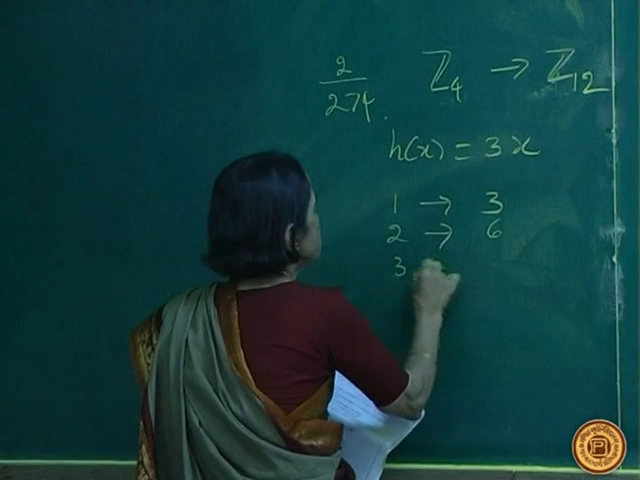 2/274. ℤ₄ → ℤ₁₂
h(x) = 3x
1 → 3
2 → 6
3